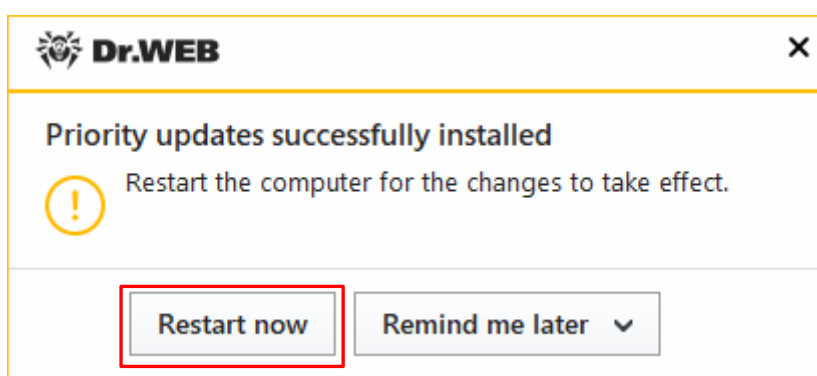 Dr.WEB
Priority updates successfully installed
Restart the computer for the changes to take effect.
Restart now
Remind me later